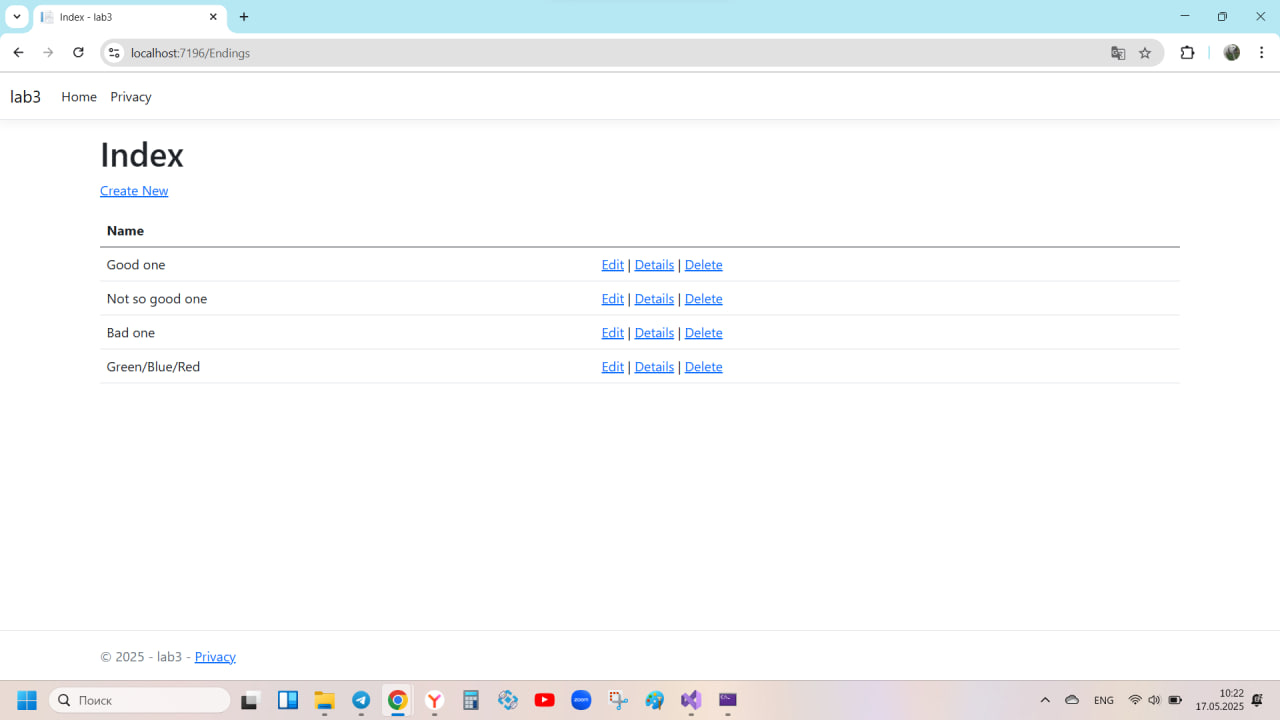 Index - lab3
localhost:7196/Endings
lab3 Home Privacy
Index
Create New
Name
Good one Edit | Details | Delete
Not so good one Edit | Details | Delete
Bad one Edit | Details | Delete
Green/Blue/Red Edit | Details | Delete
© 2025 - lab3 - Privacy
Поиск
zoom
ENG
10:22
17.05.2025